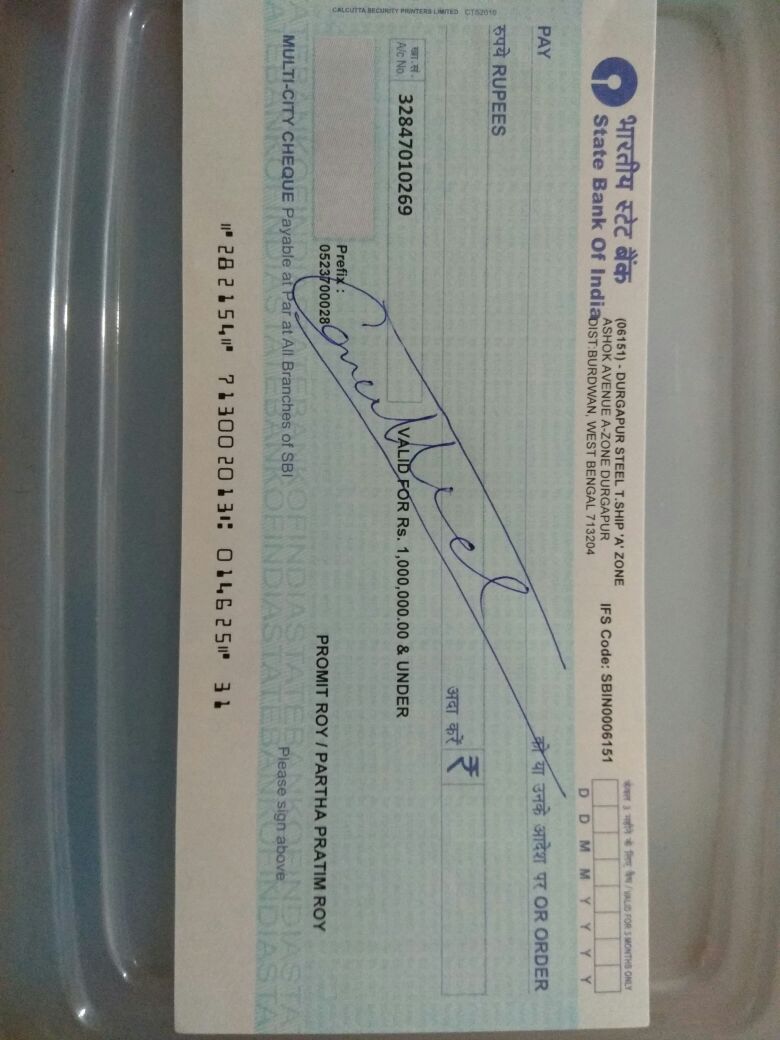 भारतीय स्टेट बैंक
State Bank Of India
(06151) - DURGAPUR STEEL T.SHIP 'A' ZONE
ASHOK AVENUE A-ZONE DURGAPUR
DIST:BURDWAN, WEST BENGAL 713204
IFS Code: SBIN0006151
केवल 3 महीने के लिए वैध / VALID FOR 3 MONTHS ONLY
D D M M Y Y Y Y
PAY
को या उनके आदेश पर OR ORDER
रुपये RUPEES
अदा करें ₹
खा. सं.
A/c No.
32847010269
VALID FOR Rs. 1,000,000.00 & UNDER
Cancelled
Prefix :
0523700028
PROMIT ROY / PARTHA PRATIM ROY
MULTI-CITY CHEQUE Payable at Par at All Branches of SBI
Please sign above
⑈282154⑈ 713002013⑆ 014625⑈ 31
CALCUTTA SECURITY PRINTERS LIMITED CTS2010